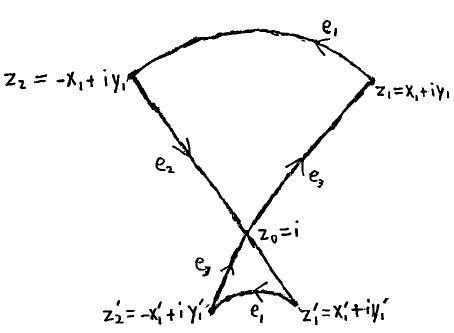 e₁
z₂ = -x₁+iy₁
z₁=x₁+iy₁
e₂
e₃
z₀=i
e₃
z₂'=-x₁'+iy₁'
e₁
z₁'=x₁'+iy₁'